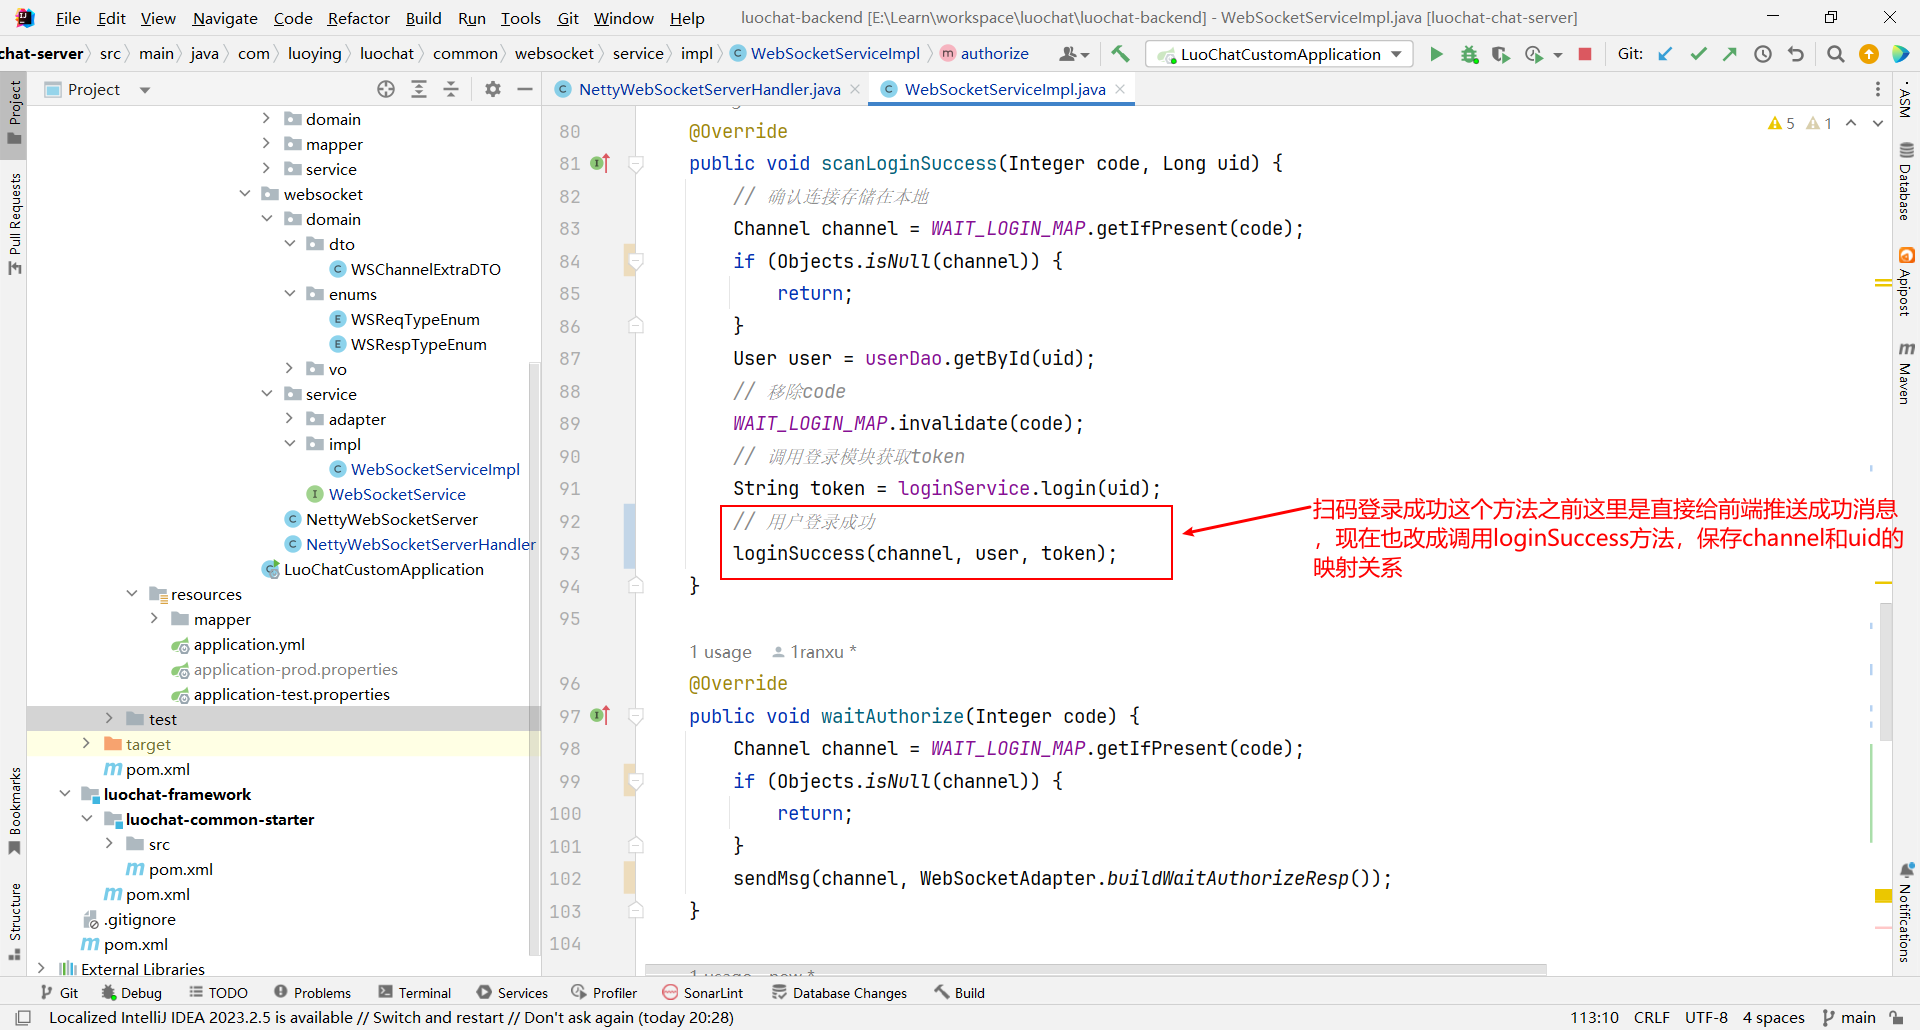 File Edit View Navigate Code Refactor Build Run Tools Git Window Help luochat-backend [E:\Learn\workspace\luochat\luochat-backend] - WebSocketServiceImpl.java [luochat-chat-server]
chat-server src main java com luoying luochat common websocket service impl WebSocketServiceImpl authorize LuoChatCustomApplication Git:
Project
NettyWebSocketServerHandler.java WebSocketServiceImpl.java
Project
Pull Requests
Bookmarks
Structure
domain
mapper
service
websocket
domain
dto
WSChannelExtraDTO
enums
WSReqTypeEnum
WSRespTypeEnum
vo
service
adapter
impl
WebSocketServiceImpl
WebSocketService
NettyWebSocketServer
NettyWebSocketServerHandler
LuoChatCustomApplication
resources
mapper
application.yml
application-prod.properties
application-test.properties
test
target
pom.xml
luochat-framework
luochat-common-starter
src
pom.xml
pom.xml
.gitignore
pom.xml
External Libraries
5 1
80 @Override
81 public void scanLoginSuccess(Integer code, Long uid) {
82 // 确认连接存储在本地
83 Channel channel = WAIT_LOGIN_MAP.getIfPresent(code);
84 if (Objects.isNull(channel)) {
85 return;
86 }
87 User user = userDao.getById(uid);
88 // 移除code
89 WAIT_LOGIN_MAP.invalidate(code);
90 // 调用登录模块获取token
91 String token = loginService.login(uid);
92 // 用户登录成功
93 loginSuccess(channel, user, token);
94 }
95
1 usage 1ranxu *
96 @Override
97 public void waitAuthorize(Integer code) {
98 Channel channel = WAIT_LOGIN_MAP.getIfPresent(code);
99 if (Objects.isNull(channel)) {
100 return;
101 }
102 sendMsg(channel, WebSocketAdapter.buildWaitAuthorizeResp());
103 }
104
1 usage new *
扫码登录成功这个方法之前这里是直接给前端推送成功消息
，现在也改成调用loginSuccess方法，保存channel和uid的
映射关系
ASM
Database
Apipost
Maven
Notifications
Git Debug TODO Problems Terminal Services Profiler SonarLint Database Changes Build
Localized IntelliJ IDEA 2023.2.5 is available // Switch and restart // Don't ask again (today 20:28) 113:10 CRLF UTF-8 4 spaces main